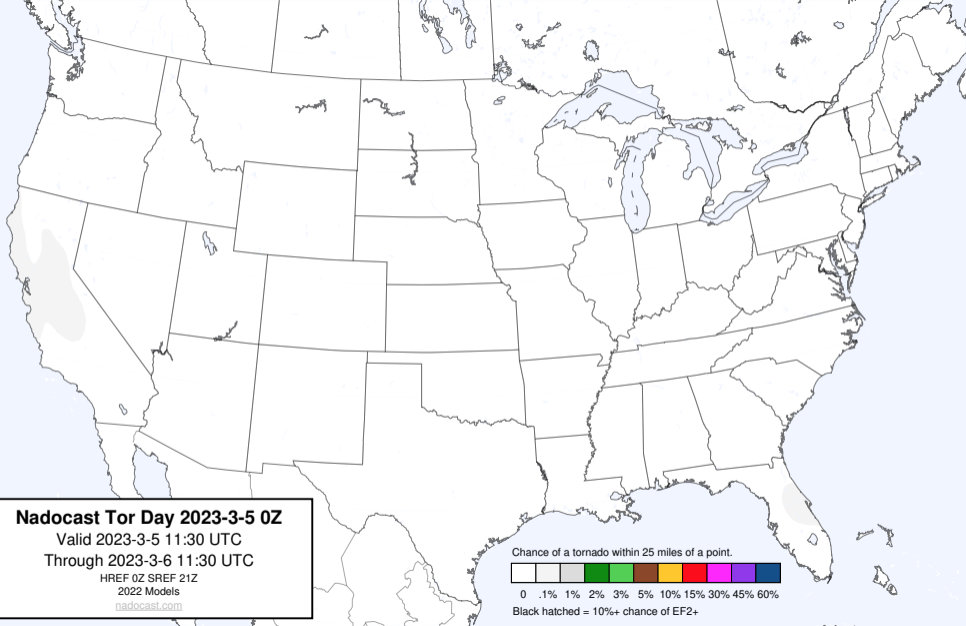 Nadocast Tor Day 2023-3-5 0Z
Valid 2023-3-5 11:30 UTC
Through 2023-3-6 11:30 UTC
HREF 0Z SREF 21Z
2022 Models
nadocast.com
Chance of a tornado within 25 miles of a point.
0 .1% 1% 2% 3% 5% 10% 15% 30% 45% 60%
Black hatched = 10%+ chance of EF2+